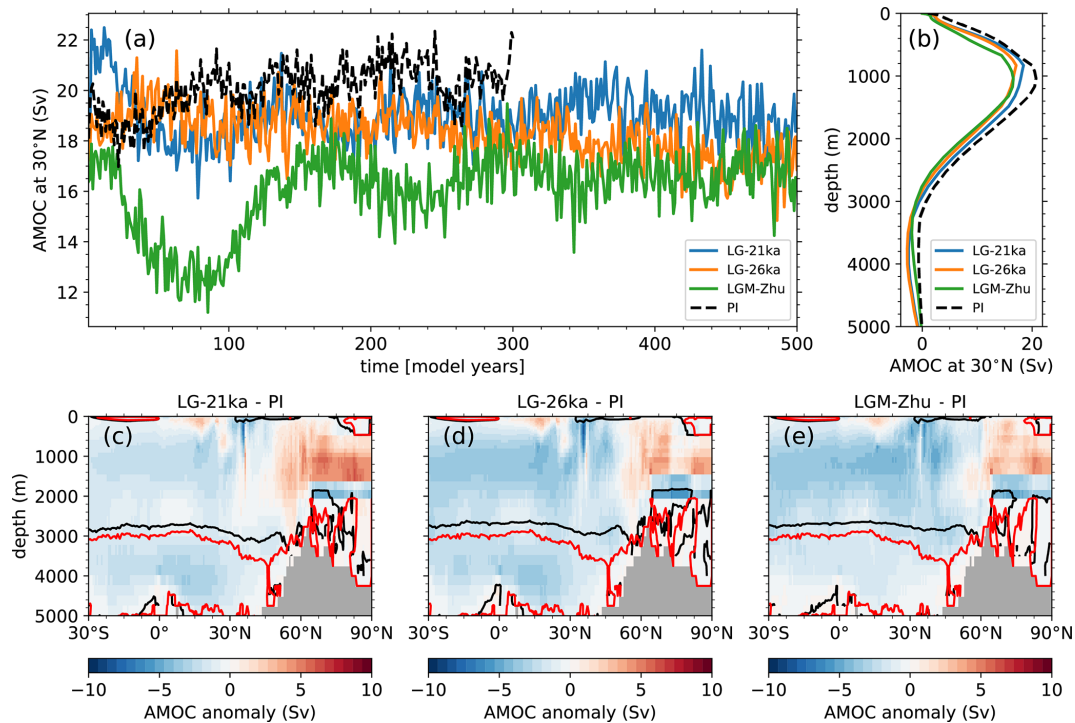 (a)
AMOC at 30°N (Sv)
22
20
18
16
14
12
LG-21ka
LG-26ka
LGM-Zhu
PI
100
200
300
400
500
time [model years]
(b)
depth (m)
0
1000
2000
3000
4000
5000
LG-21ka
LG-26ka
LGM-Zhu
PI
0
10
20
AMOC at 30°N (Sv)
LG-21ka - PI
(c)
depth (m)
0
1000
2000
3000
4000
5000
30°S
0°
30°N
60°N
90°N
−10
−5
0
5
10
AMOC anomaly (Sv)
LG-26ka - PI
(d)
30°S
0°
30°N
60°N
90°N
−10
−5
0
5
10
AMOC anomaly (Sv)
LGM-Zhu - PI
(e)
30°S
0°
30°N
60°N
90°N
−10
−5
0
5
10
AMOC anomaly (Sv)